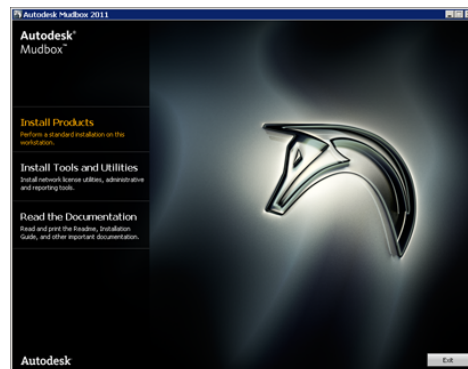 Autodesk Mudbox 2011
Autodesk®
Mudbox™
Install Products
Perform a standard installation on this
workstation.
Install Tools and Utilities
Install network license utilities, administrative
and reporting tools.
Read the Documentation
Read and print the Readme, Installation
Guide, and other important documentation.
Autodesk
Exit